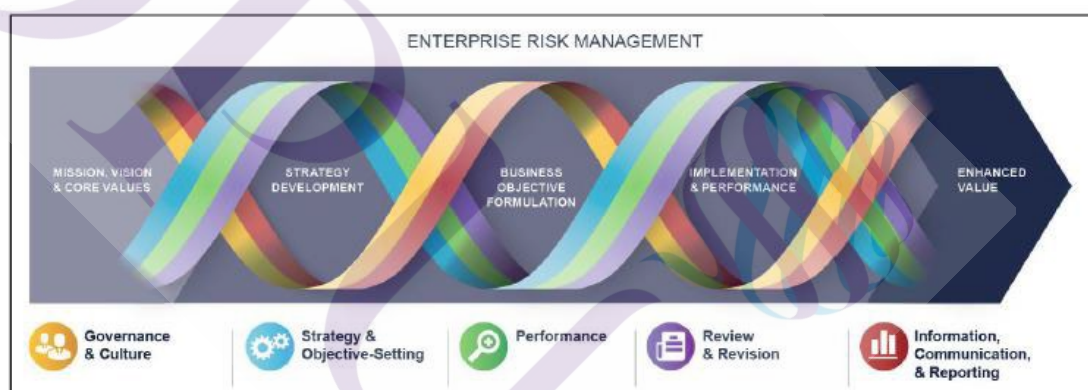 ENTERPRISE RISK MANAGEMENT
MISSION, VISION
& CORE VALUES
STRATEGY
DEVELOPMENT
BUSINESS
OBJECTIVE
FORMULATION
IMPLEMENTATION
& PERFORMANCE
ENHANCED
VALUE
Governance
& Culture
Strategy &
Objective-Setting
Performance
Review
& Revision
Information,
Communication,
& Reporting